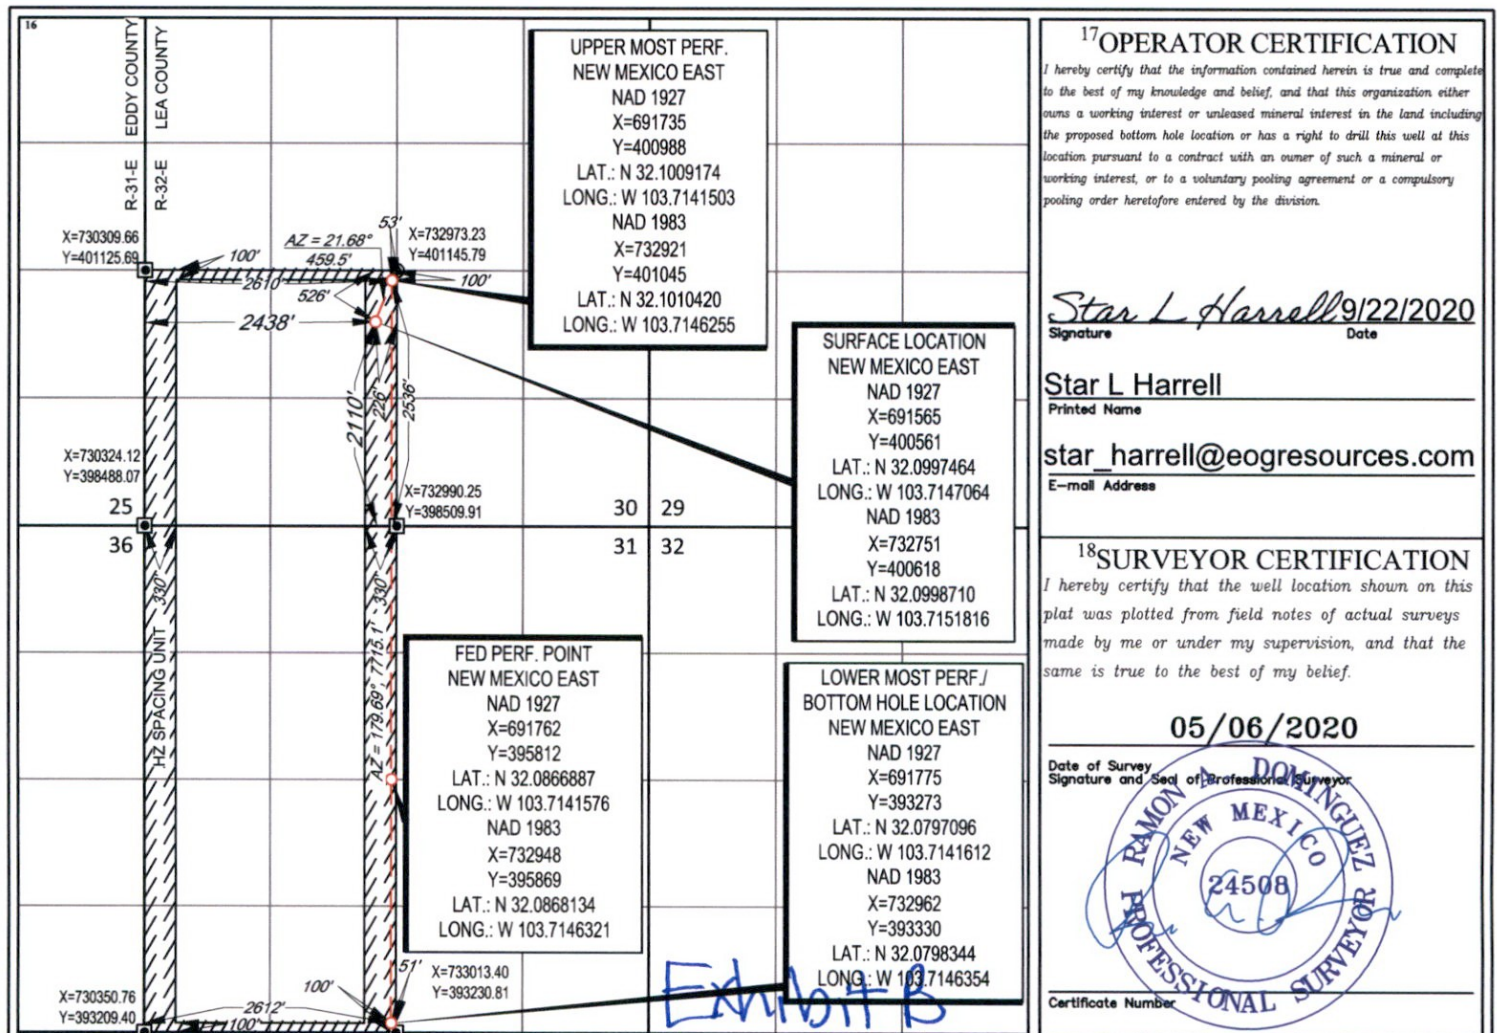 16
EDDY COUNTY
LEA COUNTY
R-31-E
R-32-E
UPPER MOST PERF.
NEW MEXICO EAST
NAD 1927
X=691735
Y=400988
LAT.: N 32.1009174
LONG.: W 103.7141503
NAD 1983
X=732921
Y=401045
LAT.: N 32.1010420
LONG.: W 103.7146255
X=730309.66
Y=401125.69
100'
AZ = 21.68°
459.5'
53'
X=732973.23
Y=401145.79
100'
2610'
526'
2438'
2110'
226'
2536'
SURFACE LOCATION
NEW MEXICO EAST
NAD 1927
X=691565
Y=400561
LAT.: N 32.0997464
LONG.: W 103.7147064
NAD 1983
X=732751
Y=400618
LAT.: N 32.0998710
LONG.: W 103.7151816
X=730324.12
Y=398488.07
X=732990.25
Y=398509.91
25
30
29
36
31
32
330'
330'
HZ SPACING UNIT
AZ = 179.69° 7715.1'
FED PERF. POINT
NEW MEXICO EAST
NAD 1927
X=691762
Y=395812
LAT.: N 32.0866887
LONG.: W 103.7141576
NAD 1983
X=732948
Y=395869
LAT.: N 32.0868134
LONG.: W 103.7146321
LOWER MOST PERF./
BOTTOM HOLE LOCATION
NEW MEXICO EAST
NAD 1927
X=691775
Y=393273
LAT.: N 32.0797096
LONG.: W 103.7141612
NAD 1983
X=732962
Y=393330
LAT.: N 32.0798344
LONG.: W 103.7146354
51'
X=733013.40
Y=393230.81
100'
X=730350.76
Y=393209.40
2612'
100'
Exhibit B
17 OPERATOR CERTIFICATION
I hereby certify that the information contained herein is true and complete
to the best of my knowledge and belief, and that this organization either
owns a working interest or unleased mineral interest in the land including
the proposed bottom hole location or has a right to drill this well at this
location pursuant to a contract with an owner of such a mineral or
working interest, or to a voluntary pooling agreement or a compulsory
pooling order heretofore entered by the division.
Star L Harrell 9/22/2020
Signature Date
Star L Harrell
Printed Name
star_harrell@eogresources.com
E-mail Address
18 SURVEYOR CERTIFICATION
I hereby certify that the well location shown on this
plat was plotted from field notes of actual surveys
made by me or under my supervision, and that the
same is true to the best of my belief.
05/06/2020
Date of Survey
Signature and Seal of Professional Surveyor
RAMON A. DOMINGUEZ
NEW MEXICO
24508
PROFESSIONAL SURVEYOR
Certificate Number